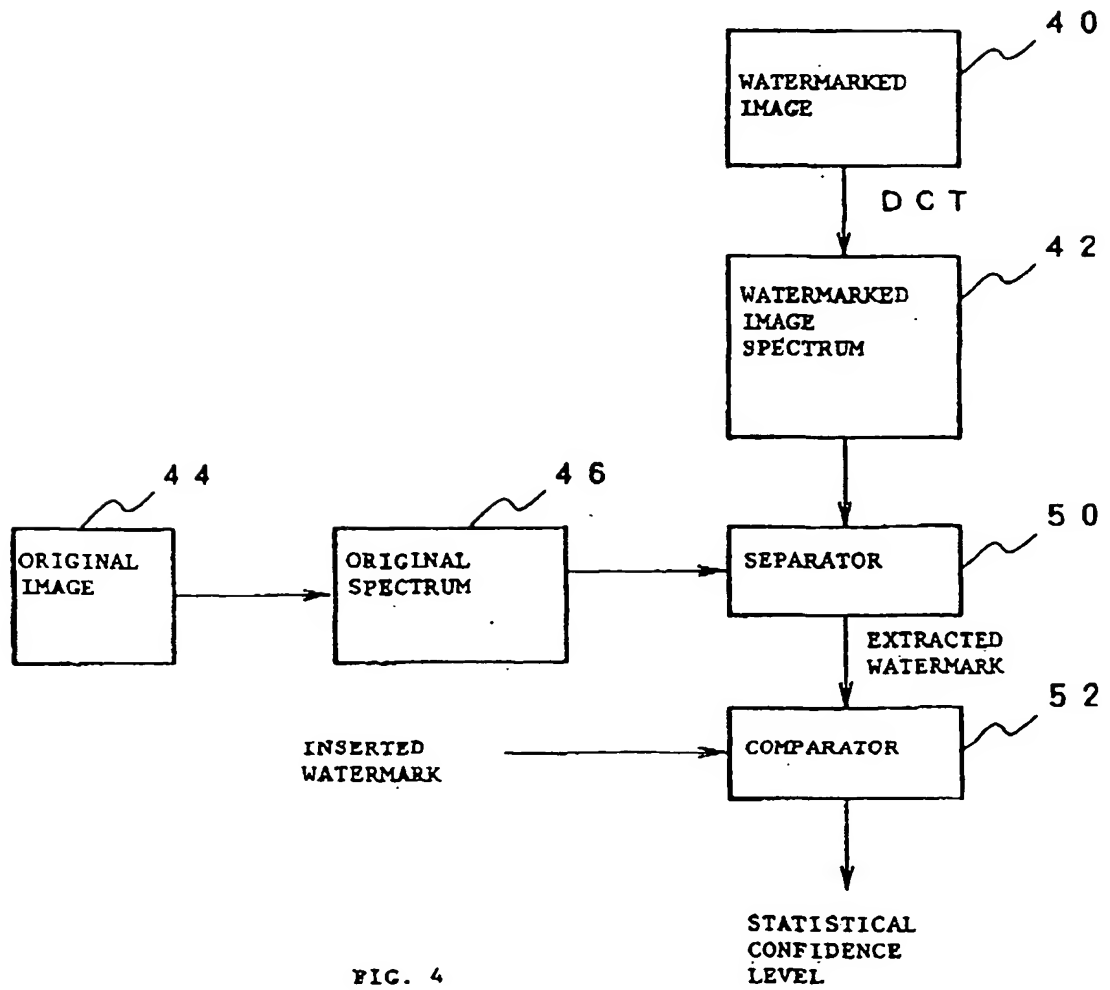 40
WATERMARKED
IMAGE
DCT
42
WATERMARKED
IMAGE
SPECTRUM
44
46
50
ORIGINAL
IMAGE
ORIGINAL
SPECTRUM
SEPARATOR
EXTRACTED
WATERMARK
52
INSERTED
WATERMARK
COMPARATOR
STATISTICAL
CONFIDENCE
LEVEL
FIG. 4